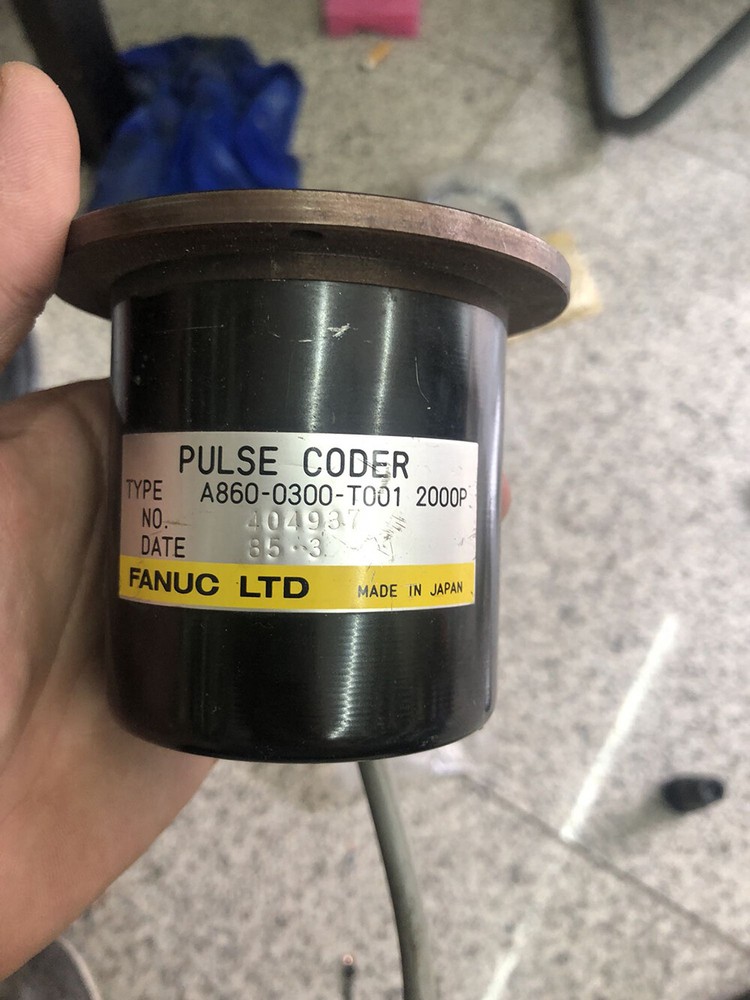 PULSE CODER
TYPE A860-0300-T001 2000P
NO. 404937
DATE 85-3
FANUC LTD MADE IN JAPAN